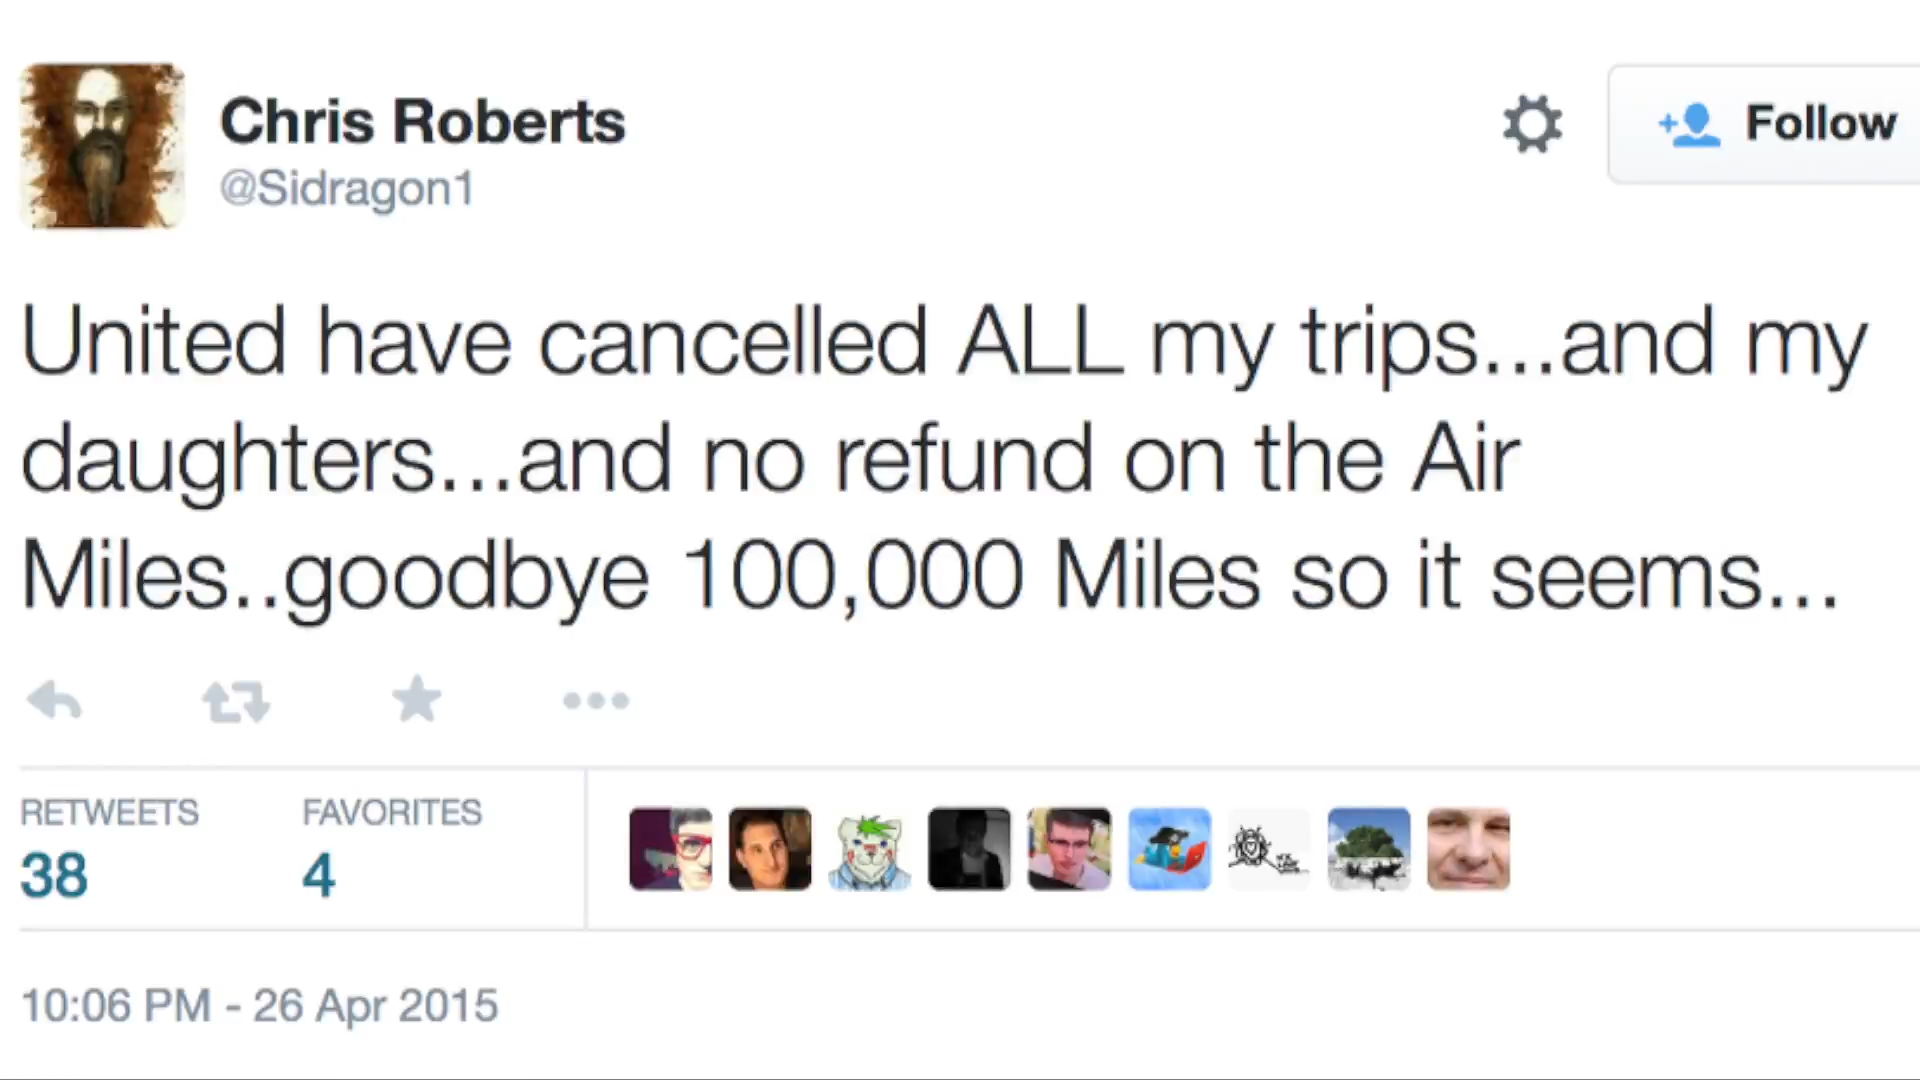 Chris Roberts
@Sidragon1
Follow
United have cancelled ALL my trips...and my
daughters...and no refund on the Air
Miles..goodbye 100,000 Miles so it seems...
RETWEETS
38
FAVORITES
4
10:06 PM - 26 Apr 2015